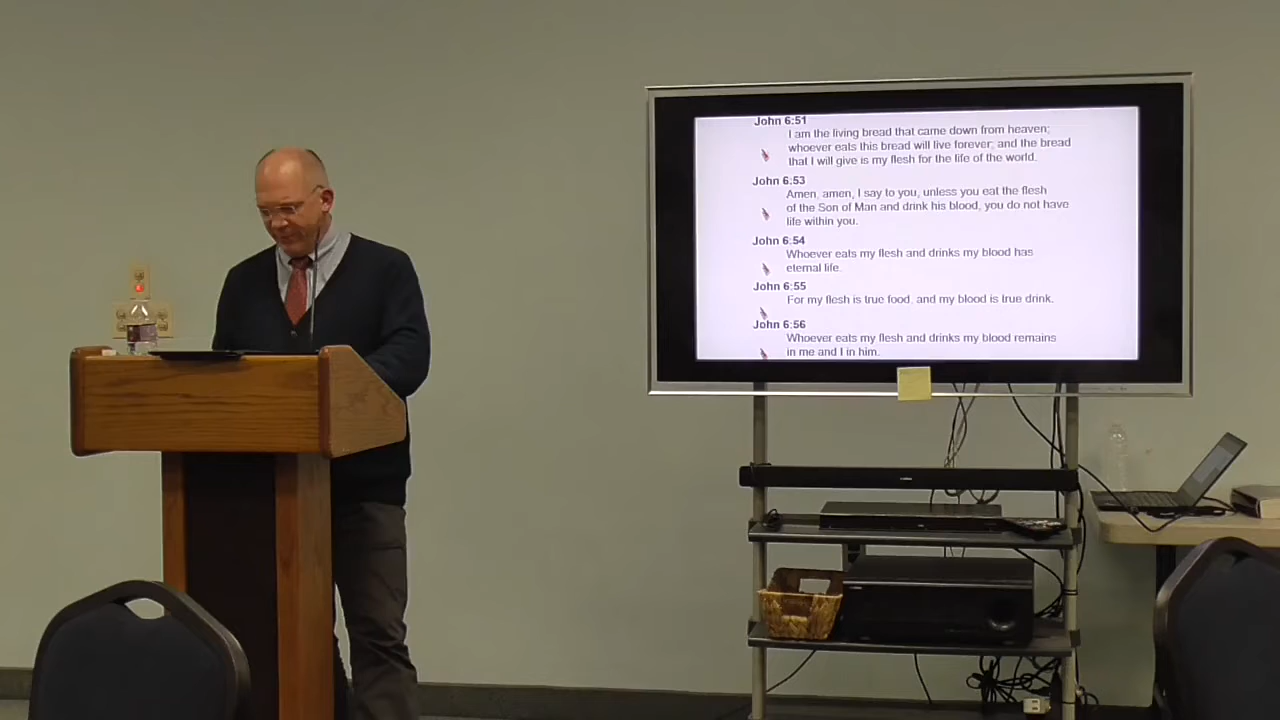 John 6:51
I am the living bread that came down from heaven;
whoever eats this bread will live forever; and the bread
that I will give is my flesh for the life of the world.
John 6:53
Amen, amen, I say to you, unless you eat the flesh
of the Son of Man and drink his blood, you do not have
life within you.
John 6:54
Whoever eats my flesh and drinks my blood has
eternal life.
John 6:55
For my flesh is true food, and my blood is true drink.
John 6:56
Whoever eats my flesh and drinks my blood remains
in me and I in him.